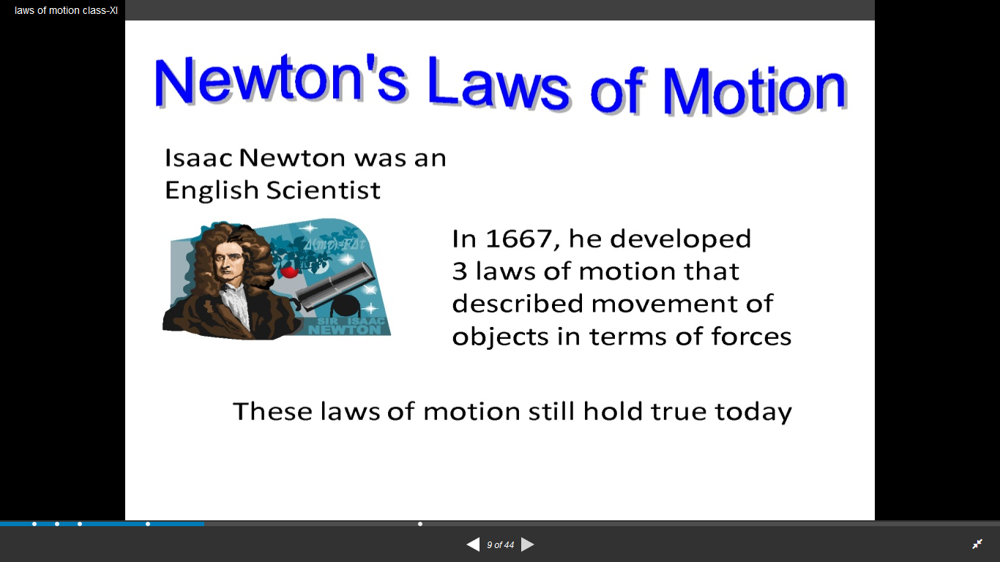 laws of motion class-XI
Newton's Laws of Motion
Isaac Newton was an
English Scientist
Δ(mv)=FΔt
SIR ISAAC
NEWTON
In 1667, he developed
3 laws of motion that
described movement of
objects in terms of forces
These laws of motion still hold true today
9 of 44